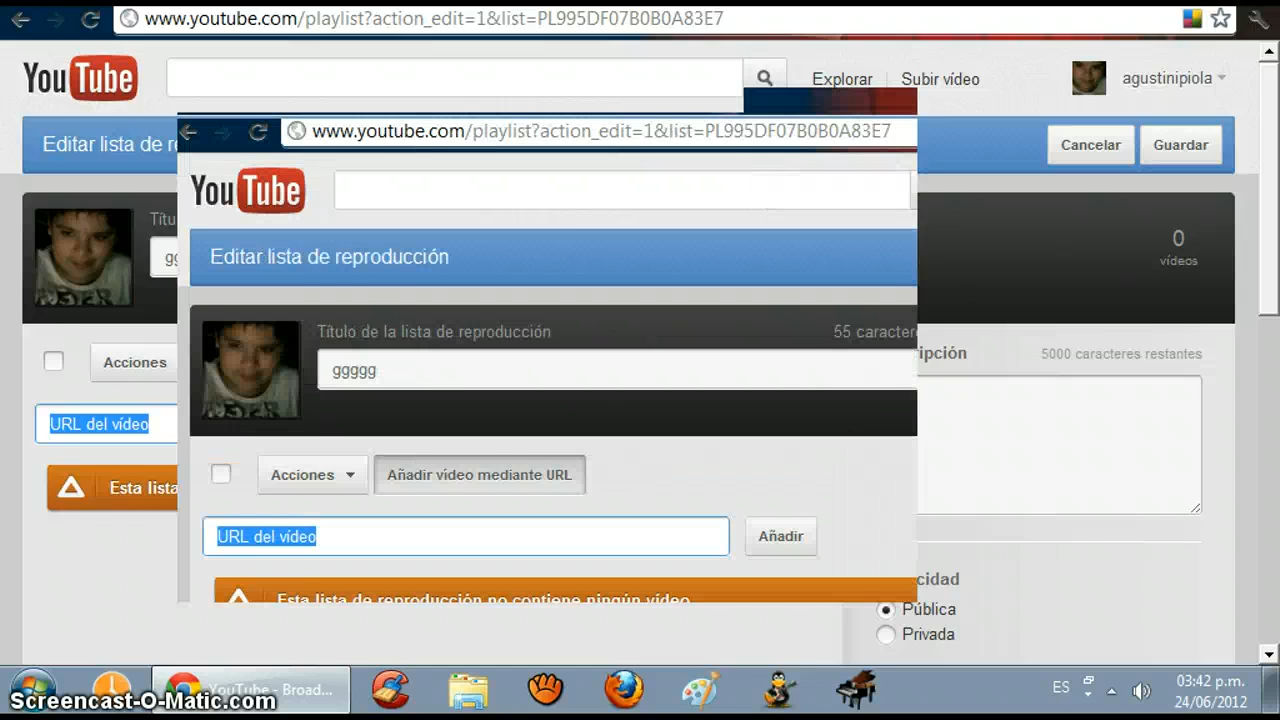 www.youtube.com/playlist?action_edit=1&list=PL995DF07B0B0A83E7
YouTube
Explorar
Subir vídeo
agustinipiola
Editar lista de r
Cancelar
Guardar
www.youtube.com/playlist?action_edit=1&list=PL995DF07B0B0A83E7
YouTube
Editar lista de reproducción
Títu
gg
0
vídeos
Título de la lista de reproducción
55 caractere
ggggg
Acciones
ipción
5000 caracteres restantes
URL del vídeo
Esta lista
Acciones
Añadir vídeo mediante URL
URL del vídeo
Añadir
Esta lista de reproducción no contiene ningún vídeo
cidad
Pública
Privada
YouTube - Broad...
ES
03:42 p.m.
24/06/2012
Screencast-O-Matic.com